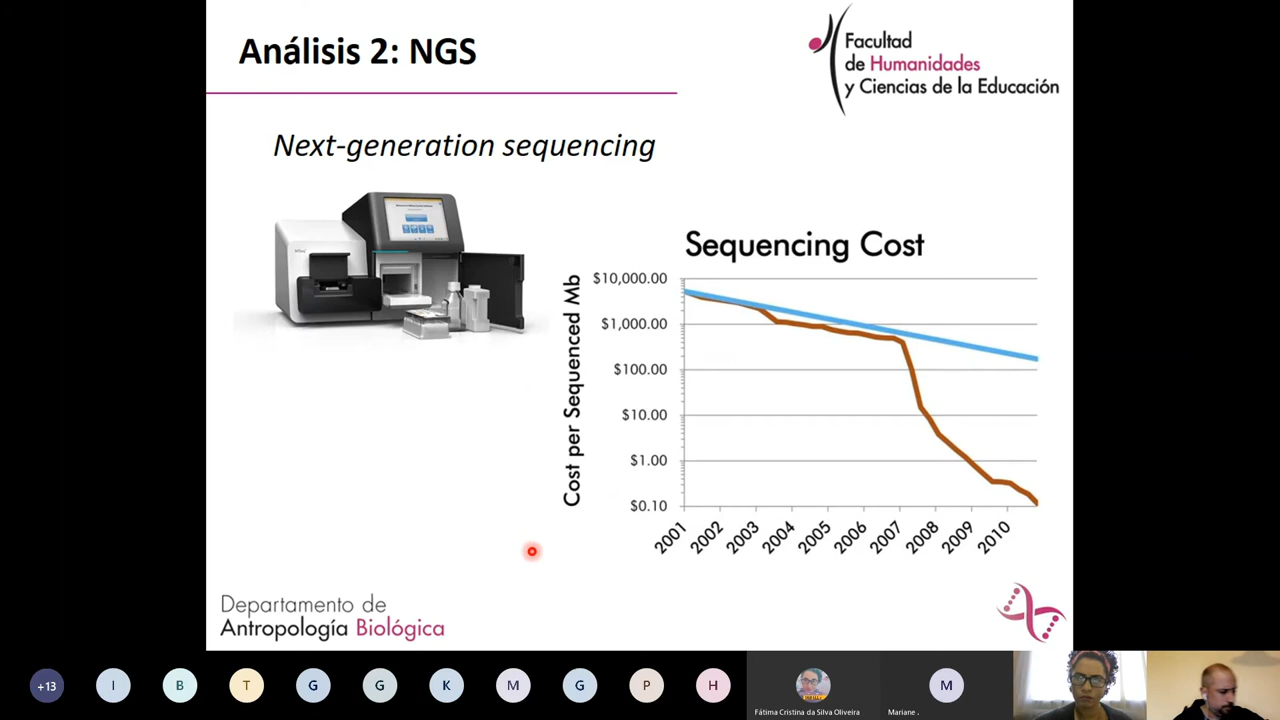 Análisis 2: NGS
Facultad
de Humanidades
y Ciencias de la Educación
Next-generation sequencing
Sequencing Cost
Cost per Sequenced Mb
$10,000.00
$1,000.00
$100.00
$10.00
$1.00
$0.10
2001
2002
2003
2004
2005
2006
2007
2008
2009
2010
Departamento de
Antropología Biológica
+13
I
B
T
G
G
K
M
G
P
H
Fátima Cristina da Silva Oliveira
M
Mariane .